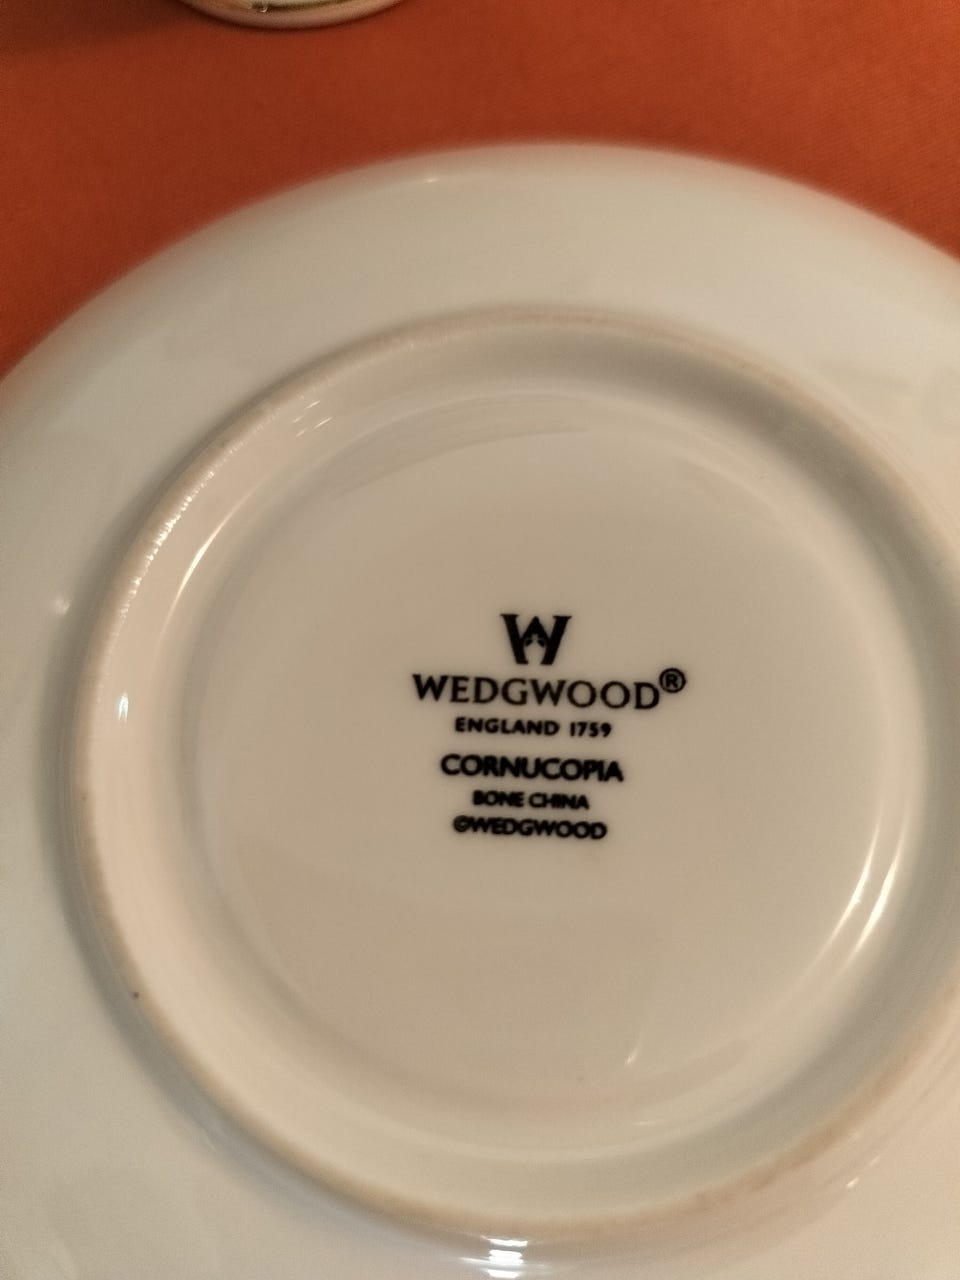 W
WEDGWOOD®
ENGLAND 1759
CORNUCOPIA
BONE CHINA
©WEDGWOOD